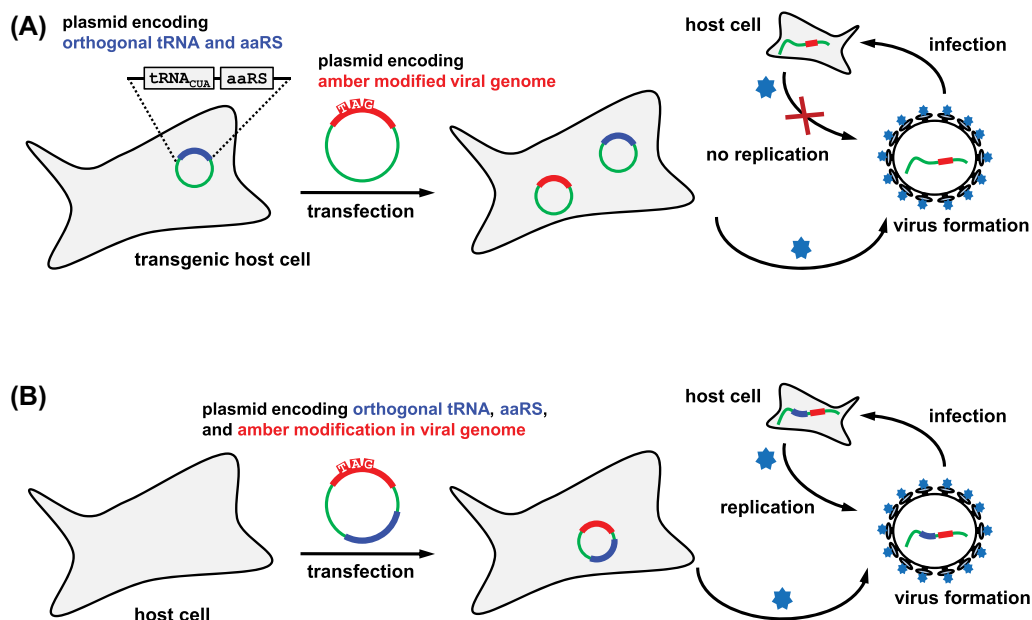 (A)
plasmid encoding
orthogonal tRNA and aaRS
tRNACUA
aaRS
plasmid encoding
amber modified viral genome
TAG
transfection
transgenic host cell
host cell
infection
no replication
virus formation
(B)
plasmid encoding orthogonal tRNA, aaRS,
and amber modification in viral genome
TAG
transfection
host cell
host cell
infection
replication
virus formation